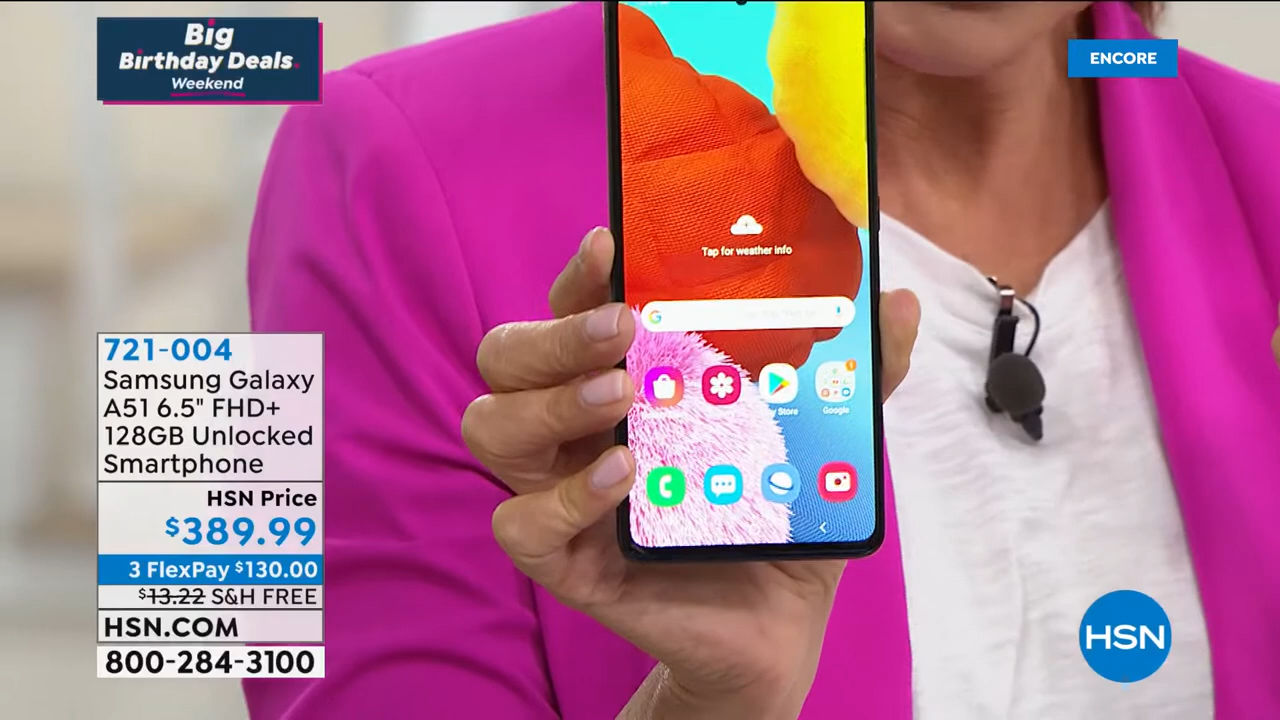 Big
Birthday Deals
Weekend
ENCORE
Tap for weather info
Store
Google
1
721-004
Samsung Galaxy
A51 6.5" FHD+
128GB Unlocked
Smartphone
HSN Price
$389.99
3 FlexPay $130.00
$13.22 S&H FREE
HSN.COM
800-284-3100
HSN